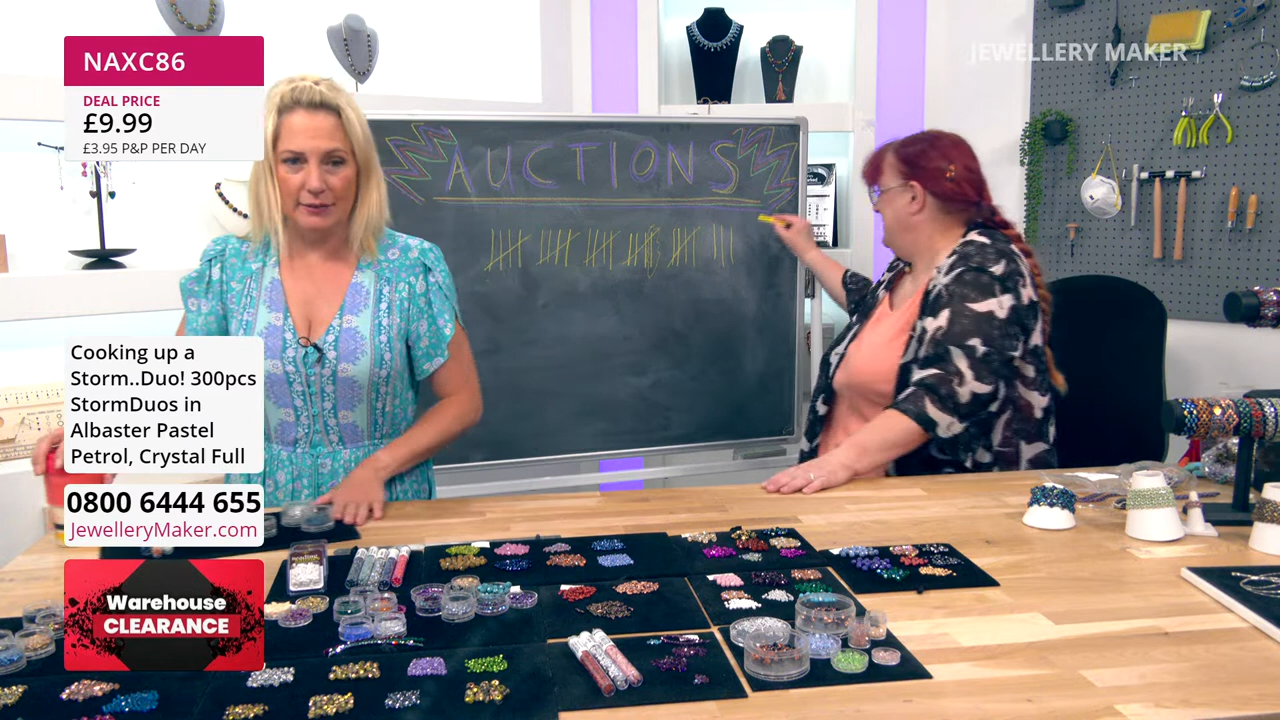 NAXC86
DEAL PRICE
£9.99
£3.95 P&P PER DAY
JEWELLERY MAKER
AUCTIONS
Cooking up a
Storm..Duo! 300pcs
StormDuos in
Albaster Pastel
Petrol, Crystal Full
0800 6444 655
JewelleryMaker.com
Warehouse
CLEARANCE